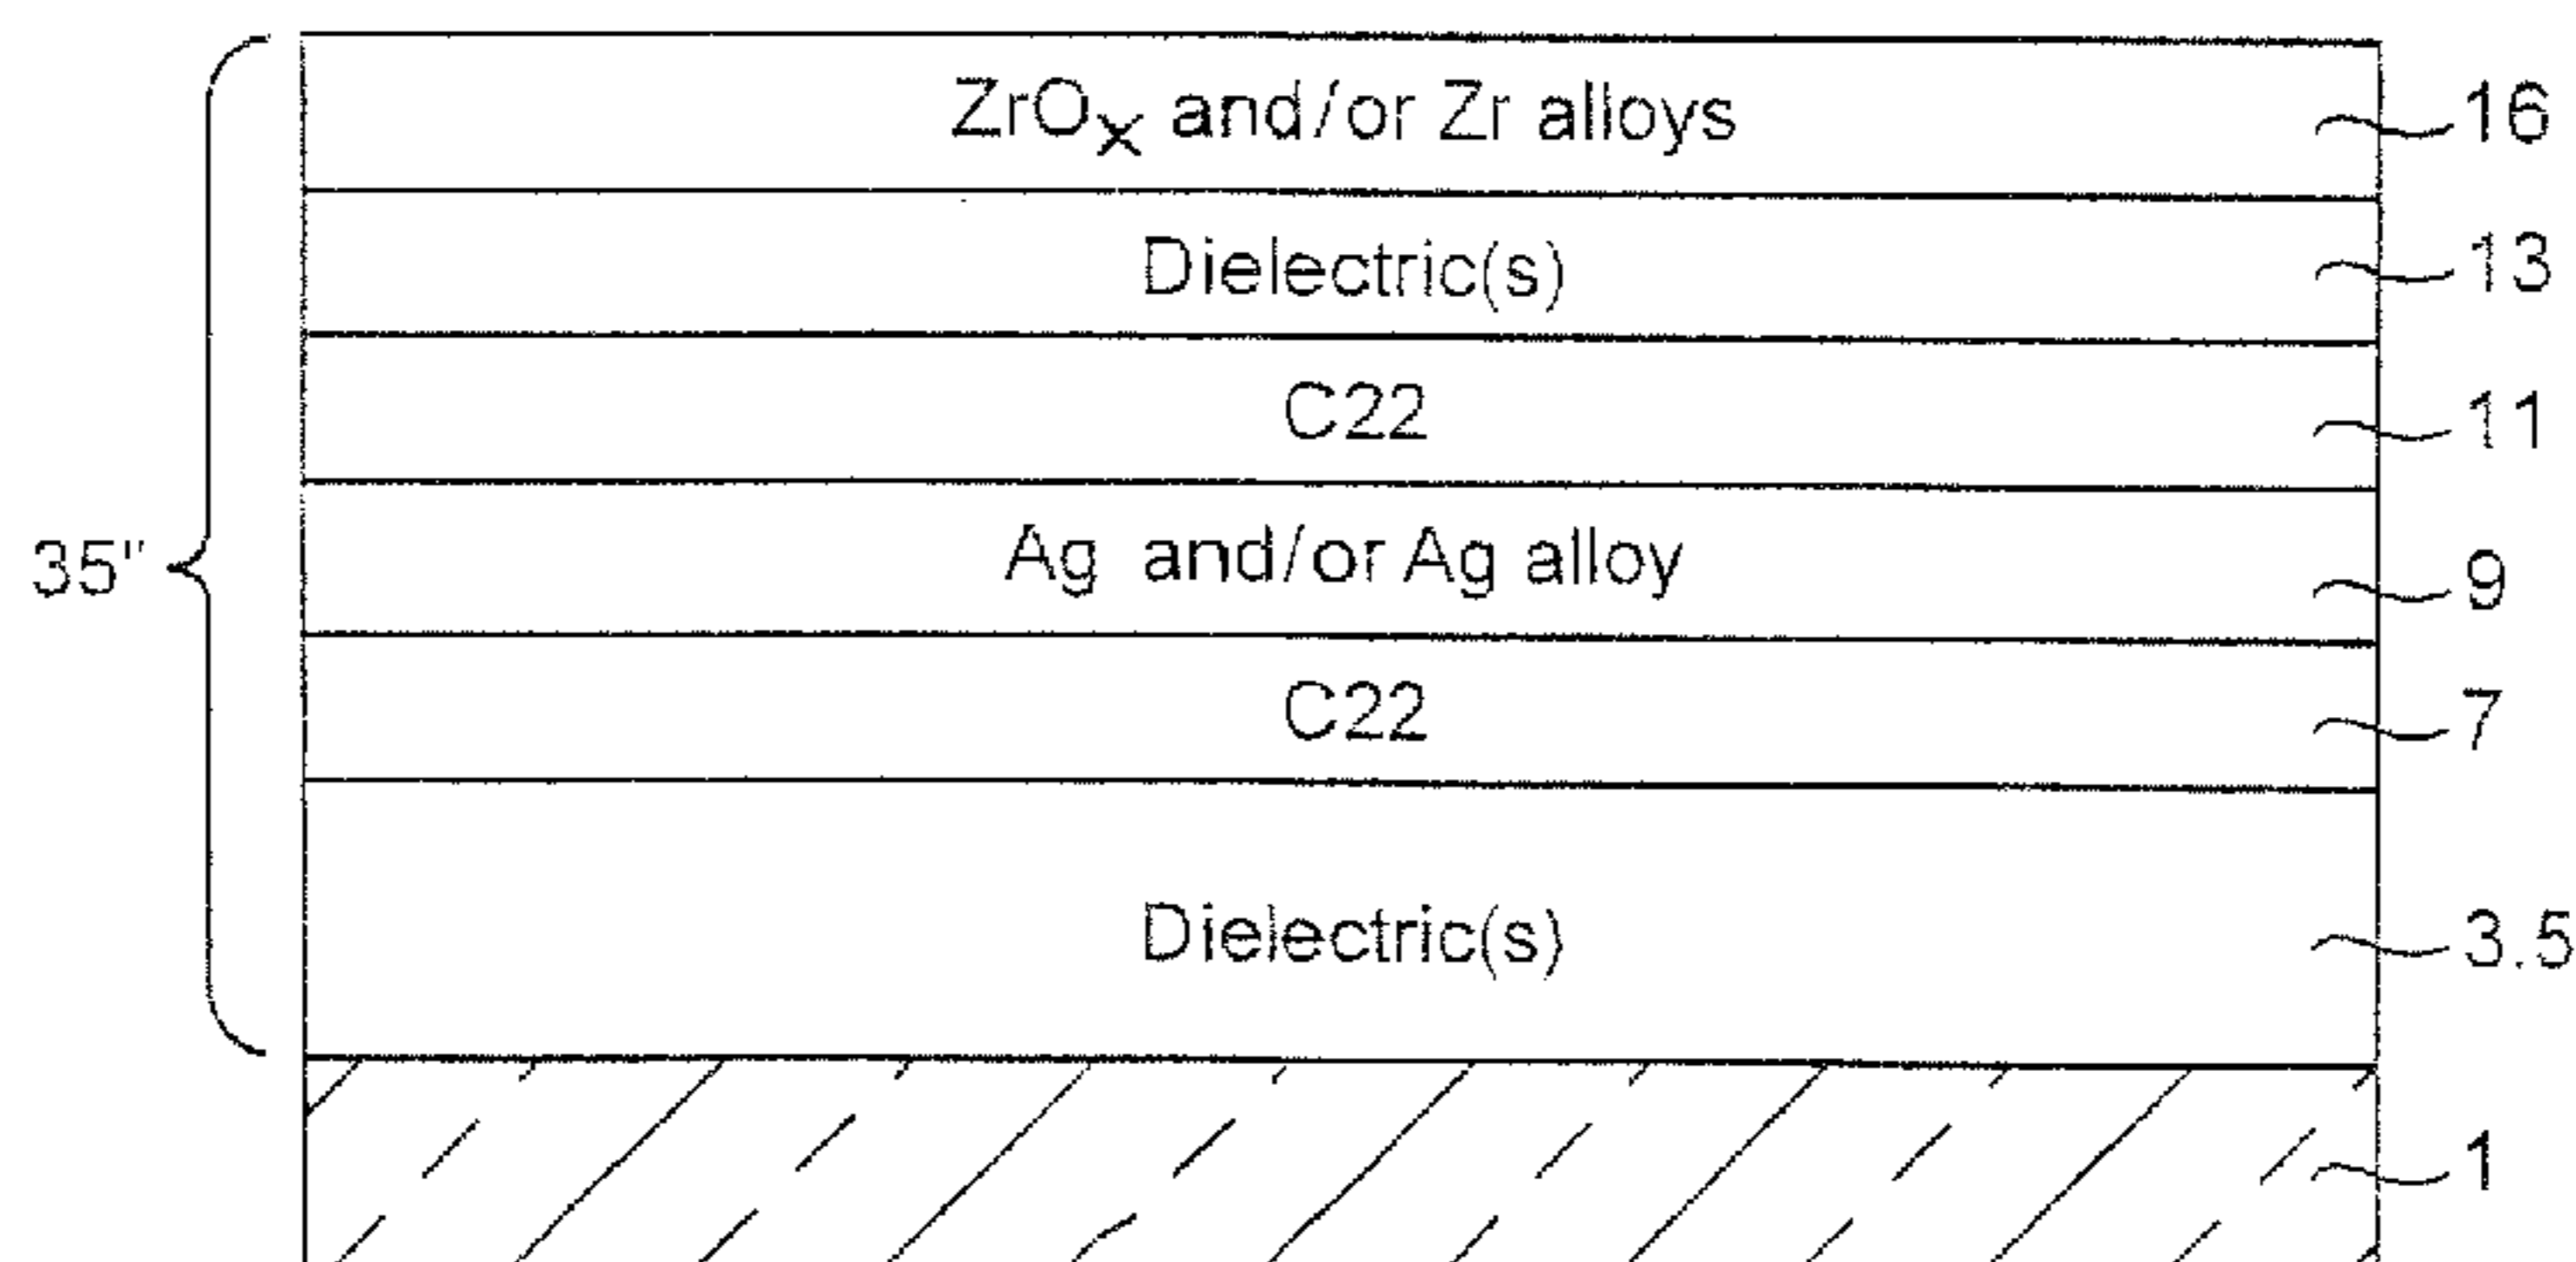 ZrOx and/or Zr alloys 16
Dielectric(s) 13
C22 11
Ag and/or Ag alloy 9
35"
C22 7
Dielectric(s) 3.5
1